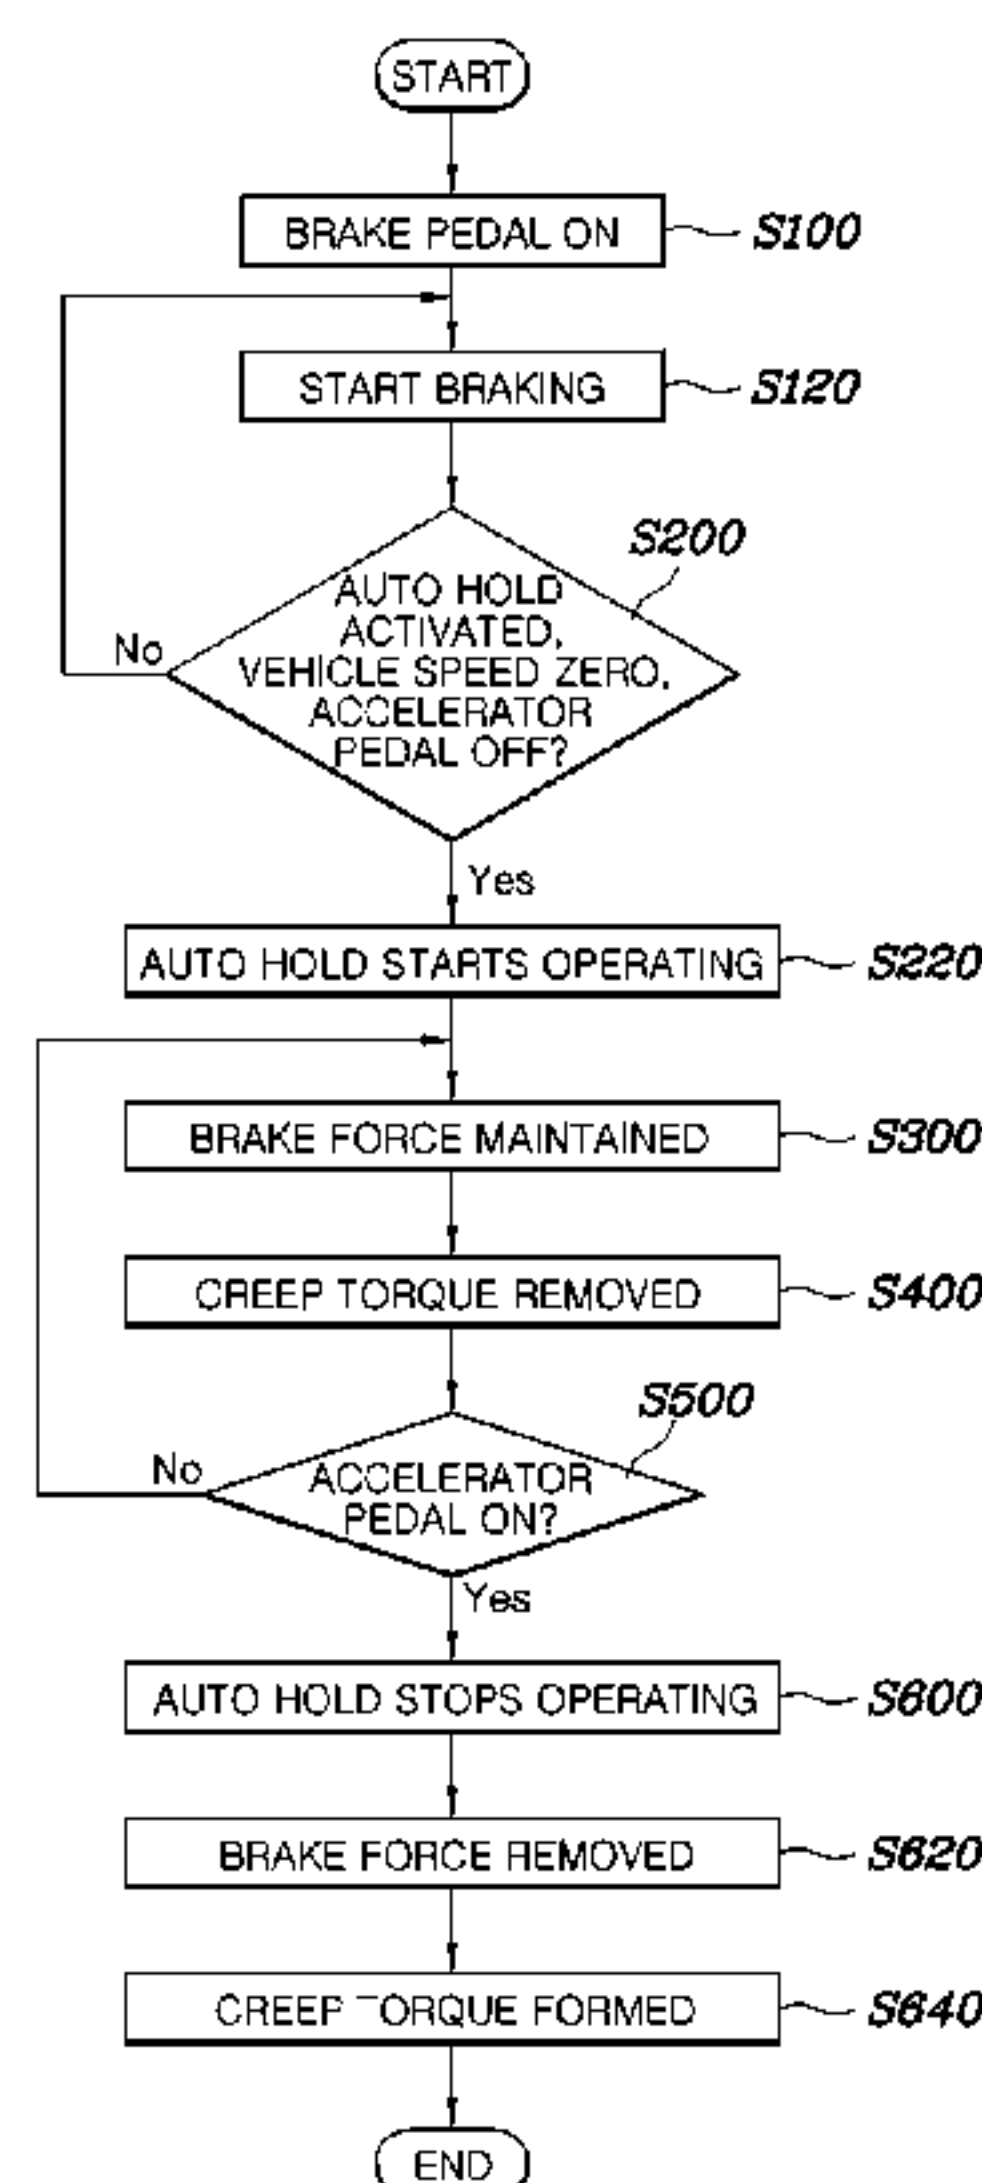 START
BRAKE PEDAL ON
S100
START BRAKING
S120
S200
AUTO HOLD
ACTIVATED,
VEHICLE SPEED ZERO,
ACCELERATOR
PEDAL OFF?
No
Yes
AUTO HOLD STARTS OPERATING
S220
BRAKE FORCE MAINTAINED
S300
CREEP TORQUE REMOVED
S400
S500
ACCELERATOR
PEDAL ON?
No
Yes
AUTO HOLD STOPS OPERATING
S600
BRAKE FORCE REMOVED
S620
CREEP TORQUE FORMED
S640
END